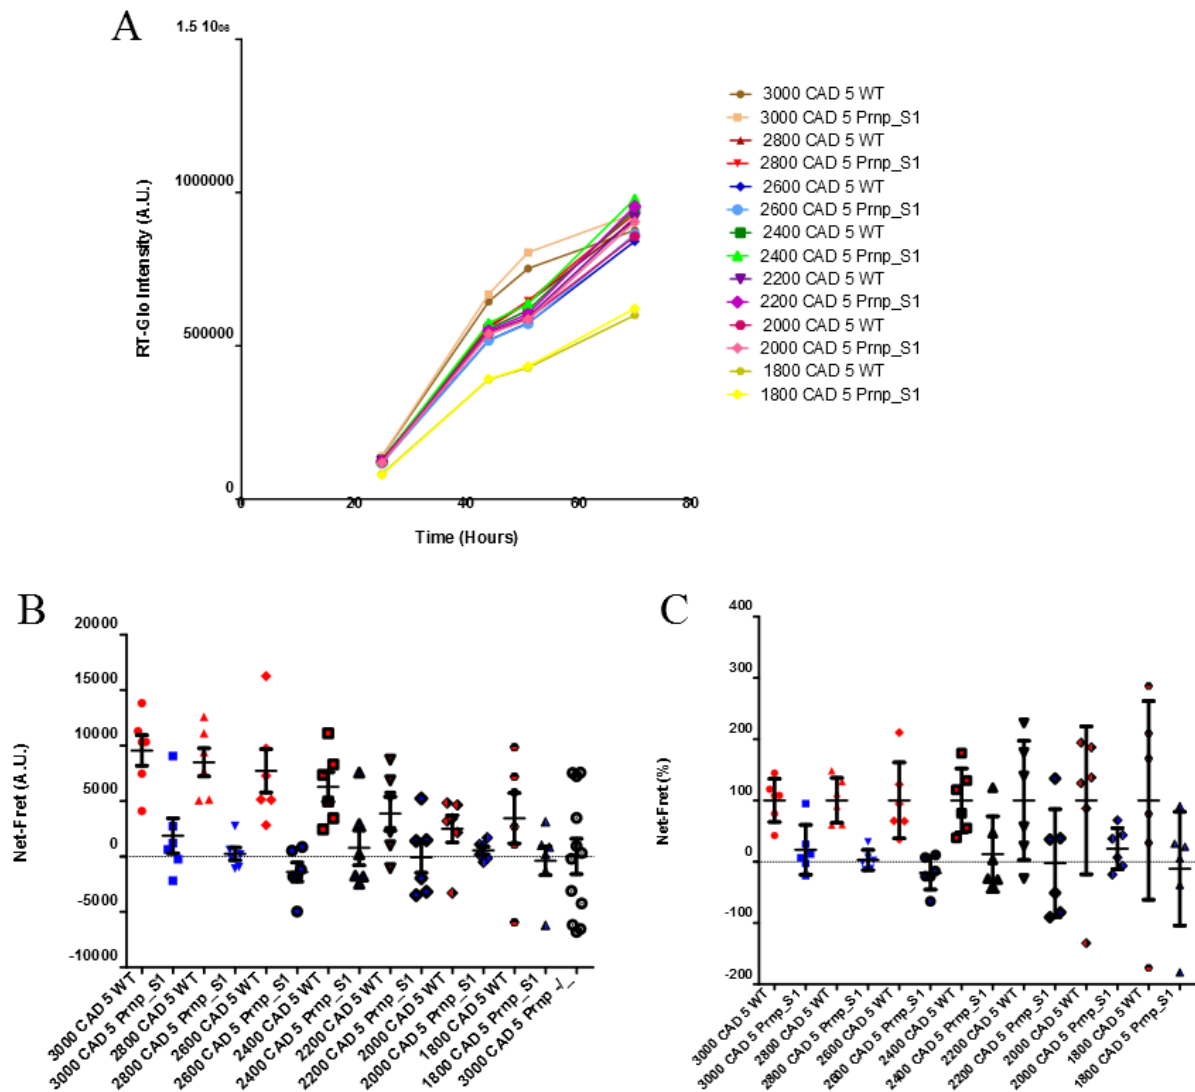 A
1.5 10⁰⁸
1000000
500000
0
0
20
40
60
80
RT-Glo Intensity (A.U.)
Time (Hours)
3000 CAD 5 WT
3000 CAD 5 Prnp_S1
2800 CAD 5 WT
2800 CAD 5 Prnp_S1
2600 CAD 5 WT
2600 CAD 5 Prnp_S1
2400 CAD 5 WT
2400 CAD 5 Prnp_S1
2200 CAD 5 WT
2200 CAD 5 Prnp_S1
2000 CAD 5 WT
2000 CAD 5 Prnp_S1
1800 CAD 5 WT
1800 CAD 5 Prnp_S1
B
20000
15000
10000
5000
0
-5000
-10000
Net-Fret (A.U.)
3000 CAD 5 WT
3000 CAD 5 Prnp_S1
2800 CAD 5 WT
2800 CAD 5 Prnp_S1
2600 CAD 5 WT
2600 CAD 5 Prnp_S1
2400 CAD 5 WT
2400 CAD 5 Prnp_S1
2200 CAD 5 WT
2200 CAD 5 Prnp_S1
2000 CAD 5 WT
2000 CAD 5 Prnp_S1
1800 CAD 5 WT
1800 CAD 5 Prnp_S1
3000 CAD 5 Prnp -/_-
C
400
300
200
100
0
-100
-200
Net-Fret (%)
3000 CAD 5 WT
3000 CAD 5 Prnp_S1
2800 CAD 5 WT
2800 CAD 5 Prnp_S1
2600 CAD 5 WT
2600 CAD 5 Prnp_S1
2400 CAD 5 WT
2400 CAD 5 Prnp_S1
2200 CAD 5 WT
2200 CAD 5 Prnp_S1
2000 CAD 5 WT
2000 CAD 5 Prnp_S1
1800 CAD 5 WT
1800 CAD 5 Prnp_S1